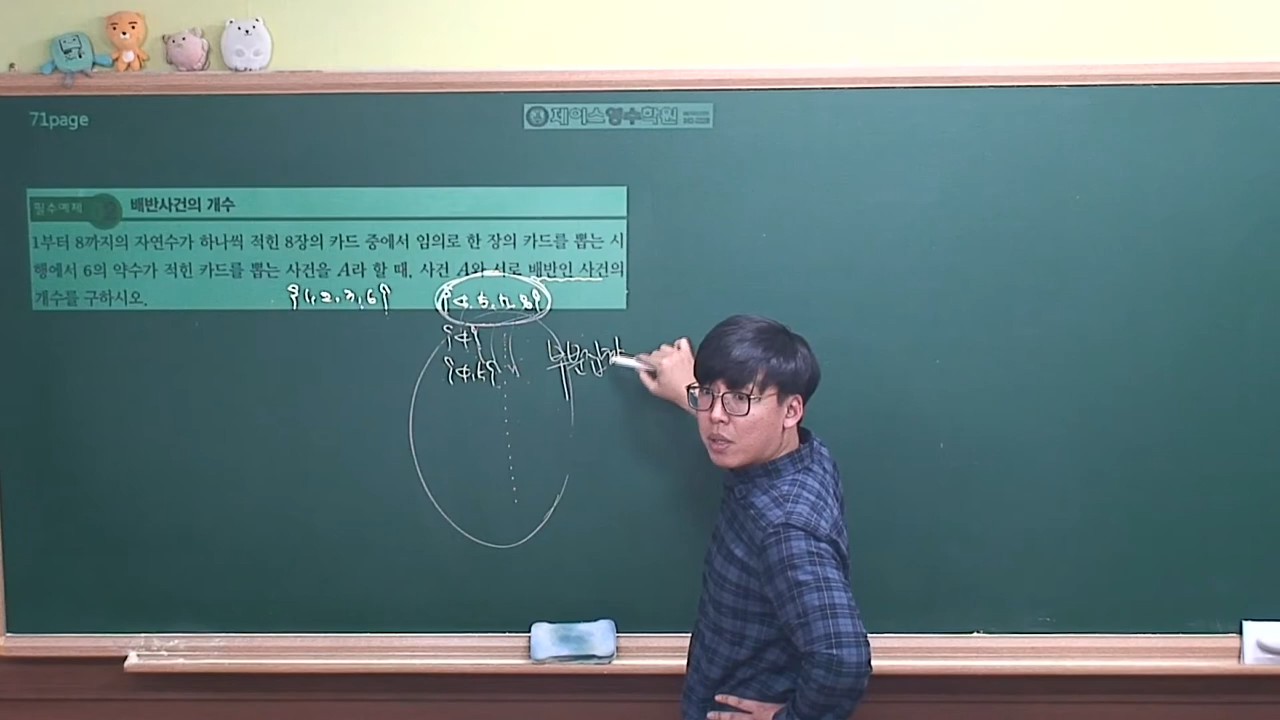 71page
제이스영수학원
필수예제 02 배반사건의 개수
1부터 8까지의 자연수가 하나씩 적힌 8장의 카드 중에서 임의로 한 장의 카드를 뽑는 시
행에서 6의 약수가 적힌 카드를 뽑는 사건을 A라 할 때, 사건 A와 서로 배반인 사건의
개수를 구하시오.
{1, 2, 3, 6} {4, 5, 7, 8}
{4}
{4, 5}
부분집합